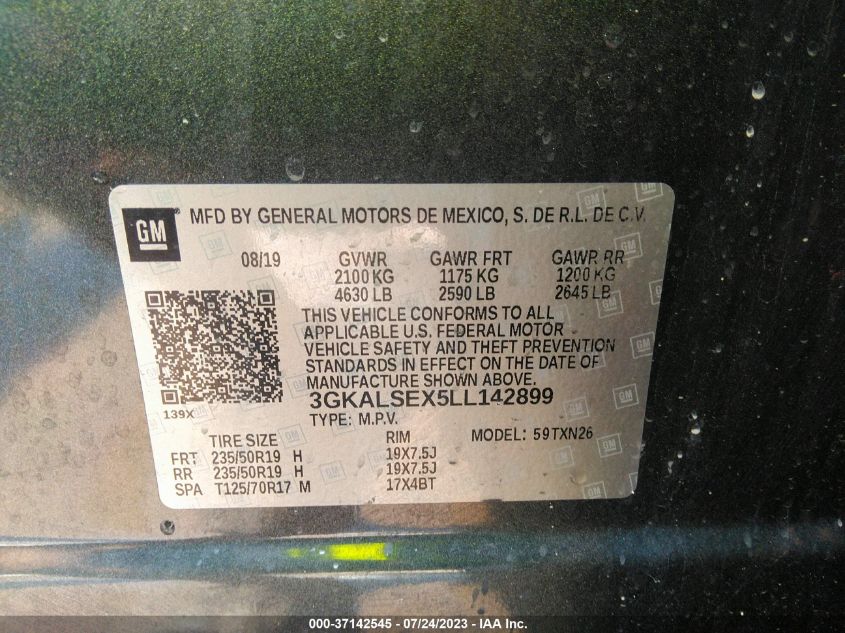 GM MFD BY GENERAL MOTORS DE MEXICO, S. DE R.L. DE C.V.
08/19 GVWR GAWR FRT GAWR RR
2100 KG 1175 KG 1200 KG
4630 LB 2590 LB 2645 LB
THIS VEHICLE CONFORMS TO ALL
APPLICABLE U.S. FEDERAL MOTOR
VEHICLE SAFETY AND THEFT PREVENTION
STANDARDS IN EFFECT ON THE DATE OF
MANUFACTURE SHOWN ABOVE.
139X 3GKALSEX5LL142899
TYPE: M.P.V.
TIRE SIZE RIM MODEL: 59TXN26
FRT 235/50R19 H 19X7.5J
RR 235/50R19 H 19X7.5J
SPA T125/70R17 M 17X4BT
000-37142545 - 07/24/2023 - IAA Inc.